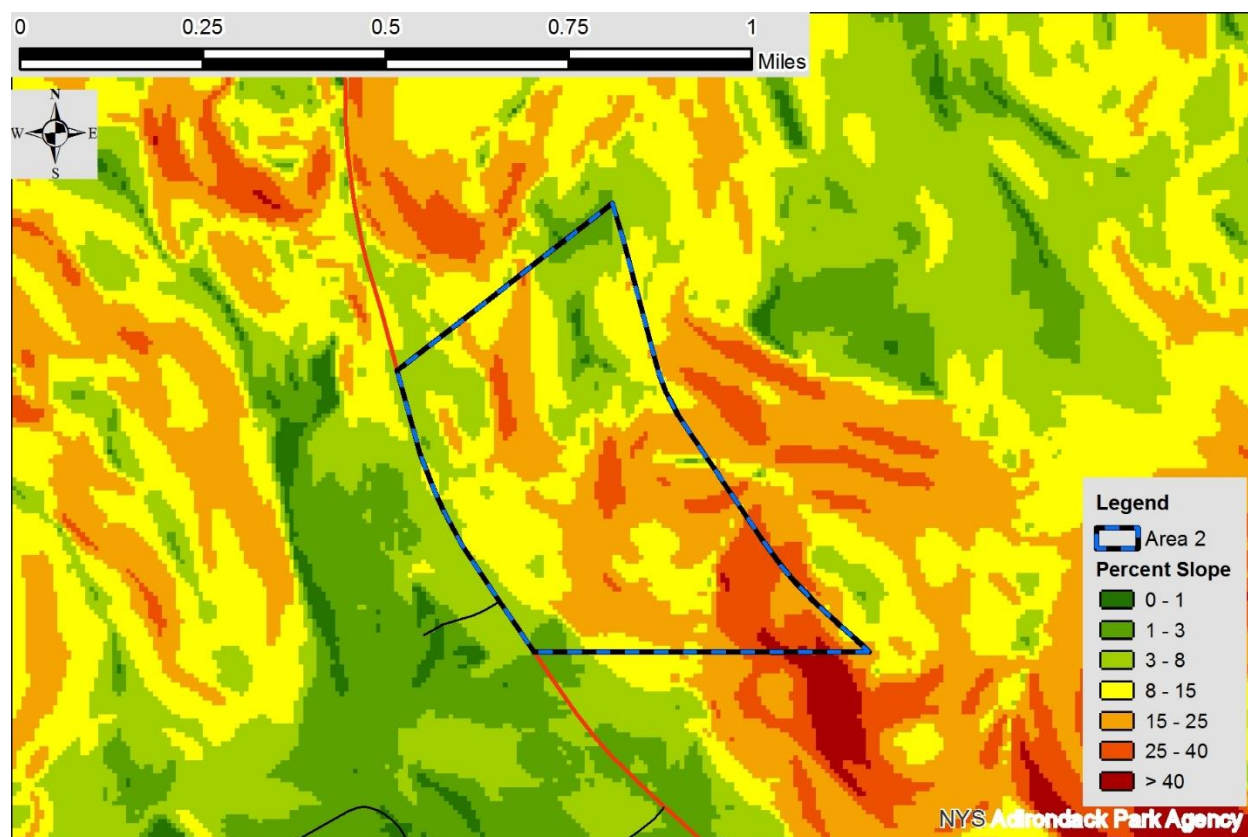 0 0.25 0.5 0.75 1
Miles
N
W E
S
Legend
Area 2
Percent Slope
0 - 1
1 - 3
3 - 8
8 - 15
15 - 25
25 - 40
> 40
NYS Adirondack Park Agency